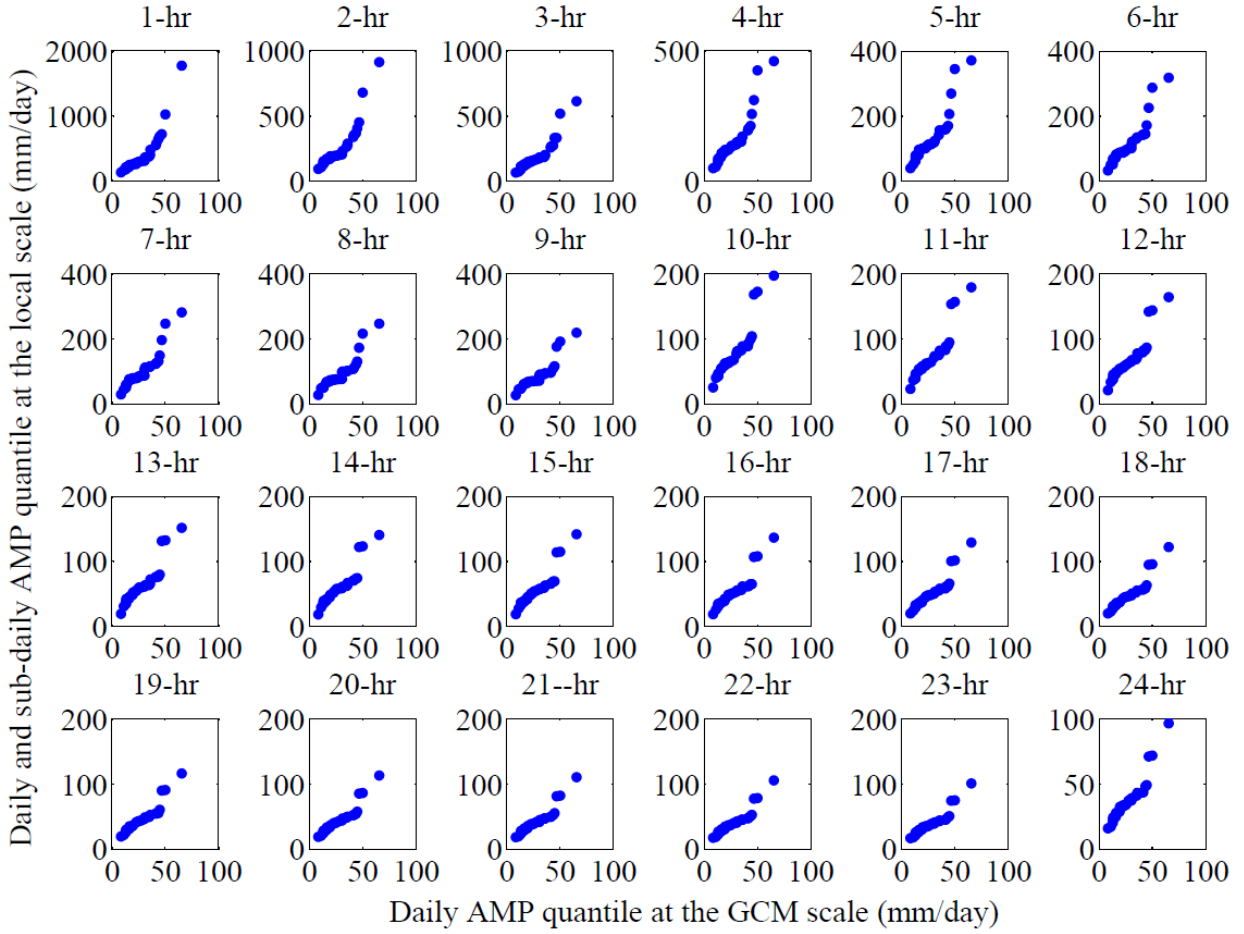 1-hr 2-hr 3-hr 4-hr 5-hr 6-hr
2000 1000 1000 500 400 400
1000 500 500 200 200
0 0 0 0 0 0
0 50 100 0 50 100 0 50 100 0 50 100 0 50 100 0 50 100
7-hr 8-hr 9-hr 10-hr 11-hr 12-hr
400 400 400 200 200 200
200 200 200 100 100 100
0 0 0 0 0 0
0 50 100 0 50 100 0 50 100 0 50 100 0 50 100 0 50 100
13-hr 14-hr 15-hr 16-hr 17-hr 18-hr
200 200 200 200 200 200
100 100 100 100 100 100
0 0 0 0 0 0
0 50 100 0 50 100 0 50 100 0 50 100 0 50 100 0 50 100
19-hr 20-hr 21--hr 22-hr 23-hr 24-hr
200 200 200 200 200 100
100 100 100 100 100 50
0 0 0 0 0 0
0 50 100 0 50 100 0 50 100 0 50 100 0 50 100 0 50 100
Daily AMP quantile at the GCM scale (mm/day)
Daily and sub-daily AMP quantile at the local scale (mm/day)